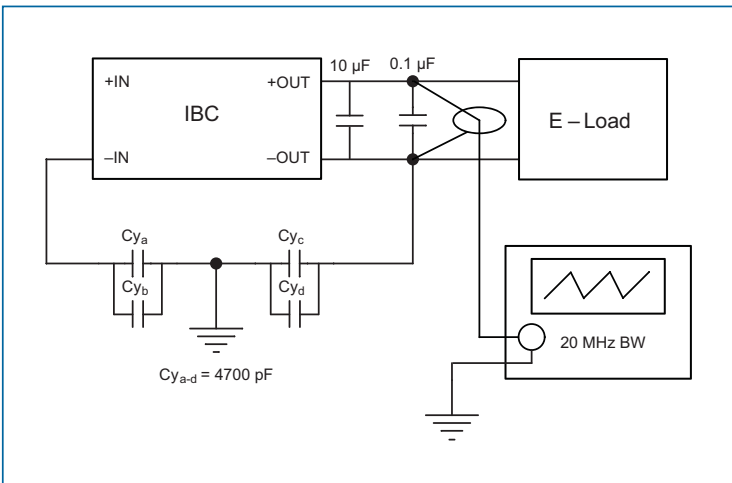 10 µF
0.1 µF
+IN
+OUT
IBC
E – Load
–IN
–OUT
Cya
Cyc
Cyb
Cyd
20 MHz BW
Cya-d = 4700 pF